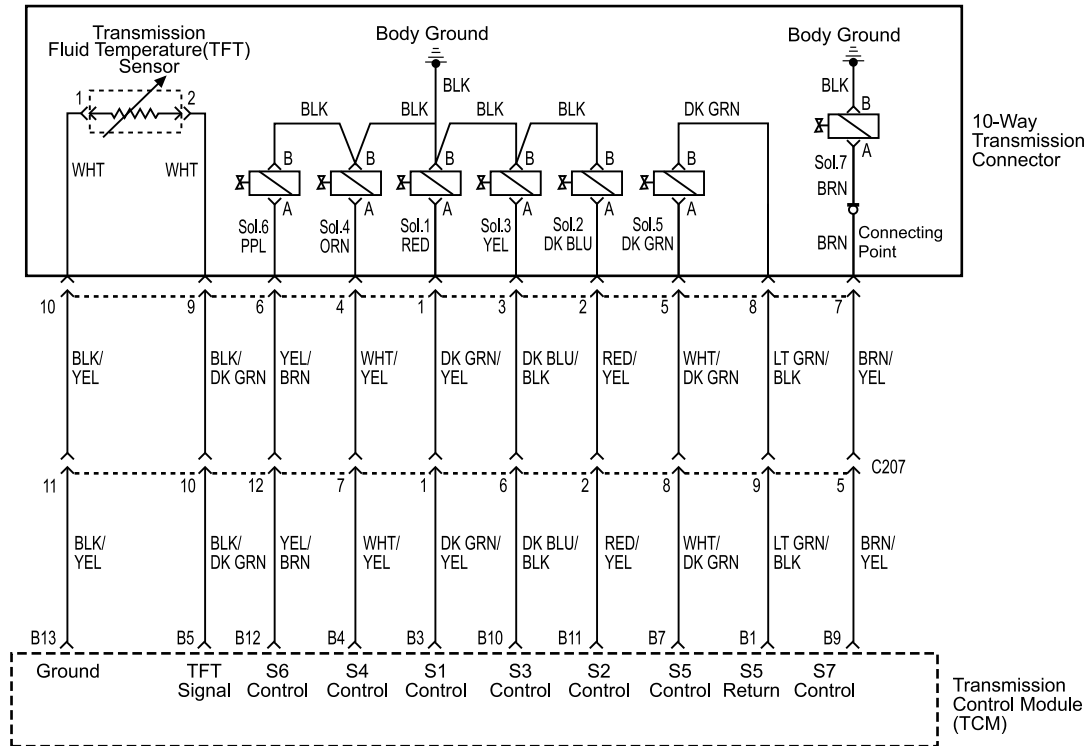 Transmission
Fluid Temperature(TFT)
Sensor
Body Ground
Body Ground
1
2
WHT
WHT
BLK
BLK
BLK
BLK
BLK
DK GRN
BLK
B
B
B
B
B
B
B
A
A
A
A
A
A
Sol.6
PPL
Sol.4
ORN
Sol.1
RED
Sol.3
YEL
Sol.2
DK BLU
Sol.5
DK GRN
Sol.7
BRN
BRN
Connecting
Point
10-Way
Transmission
Connector
10
9
6
4
1
3
2
5
8
7
BLK/
YEL
BLK/
DK GRN
YEL/
BRN
WHT/
YEL
DK GRN/
YEL
DK BLU/
BLK
RED/
YEL
WHT/
DK GRN
LT GRN/
BLK
BRN/
YEL
C207
11
10
12
7
1
6
2
8
9
5
BLK/
YEL
BLK/
DK GRN
YEL/
BRN
WHT/
YEL
DK GRN/
YEL
DK BLU/
BLK
RED/
YEL
WHT/
DK GRN
LT GRN/
BLK
BRN/
YEL
B13
B5
B12
B4
B3
B10
B11
B7
B1
B9
Ground
TFT
Signal
S6
Control
S4
Control
S1
Control
S3
Control
S2
Control
S5
Control
S5
Return
S7
Control
Transmission
Control Module
(TCM)